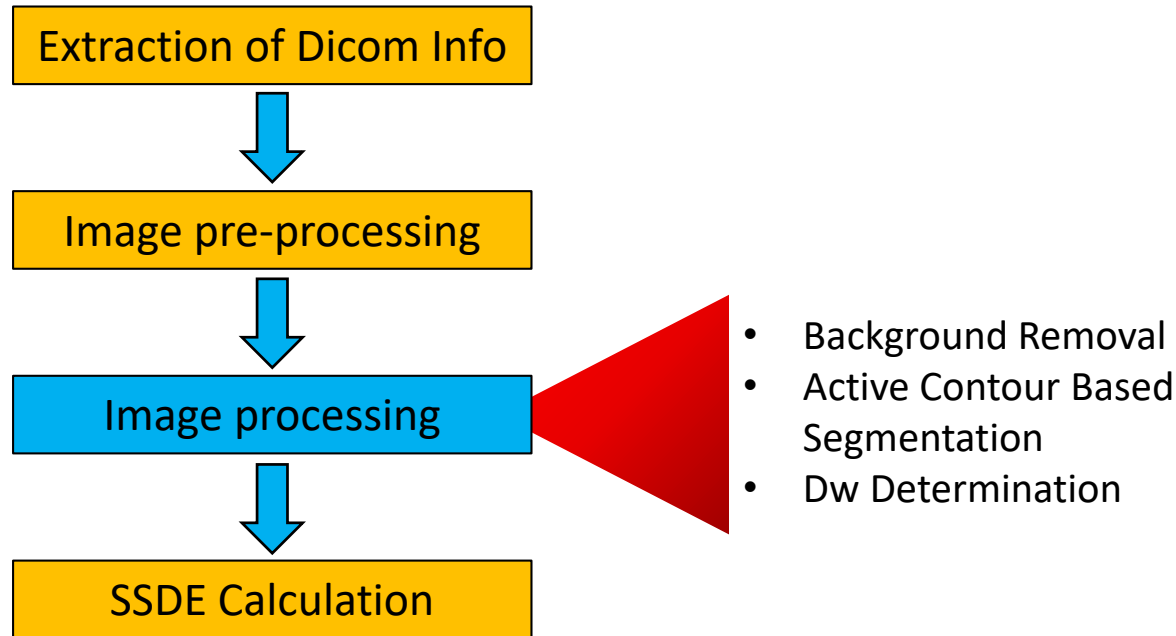 Extraction of Dicom Info
Image pre-processing
Image processing
• Background Removal
• Active Contour Based
Segmentation
• Dw Determination
SSDE Calculation